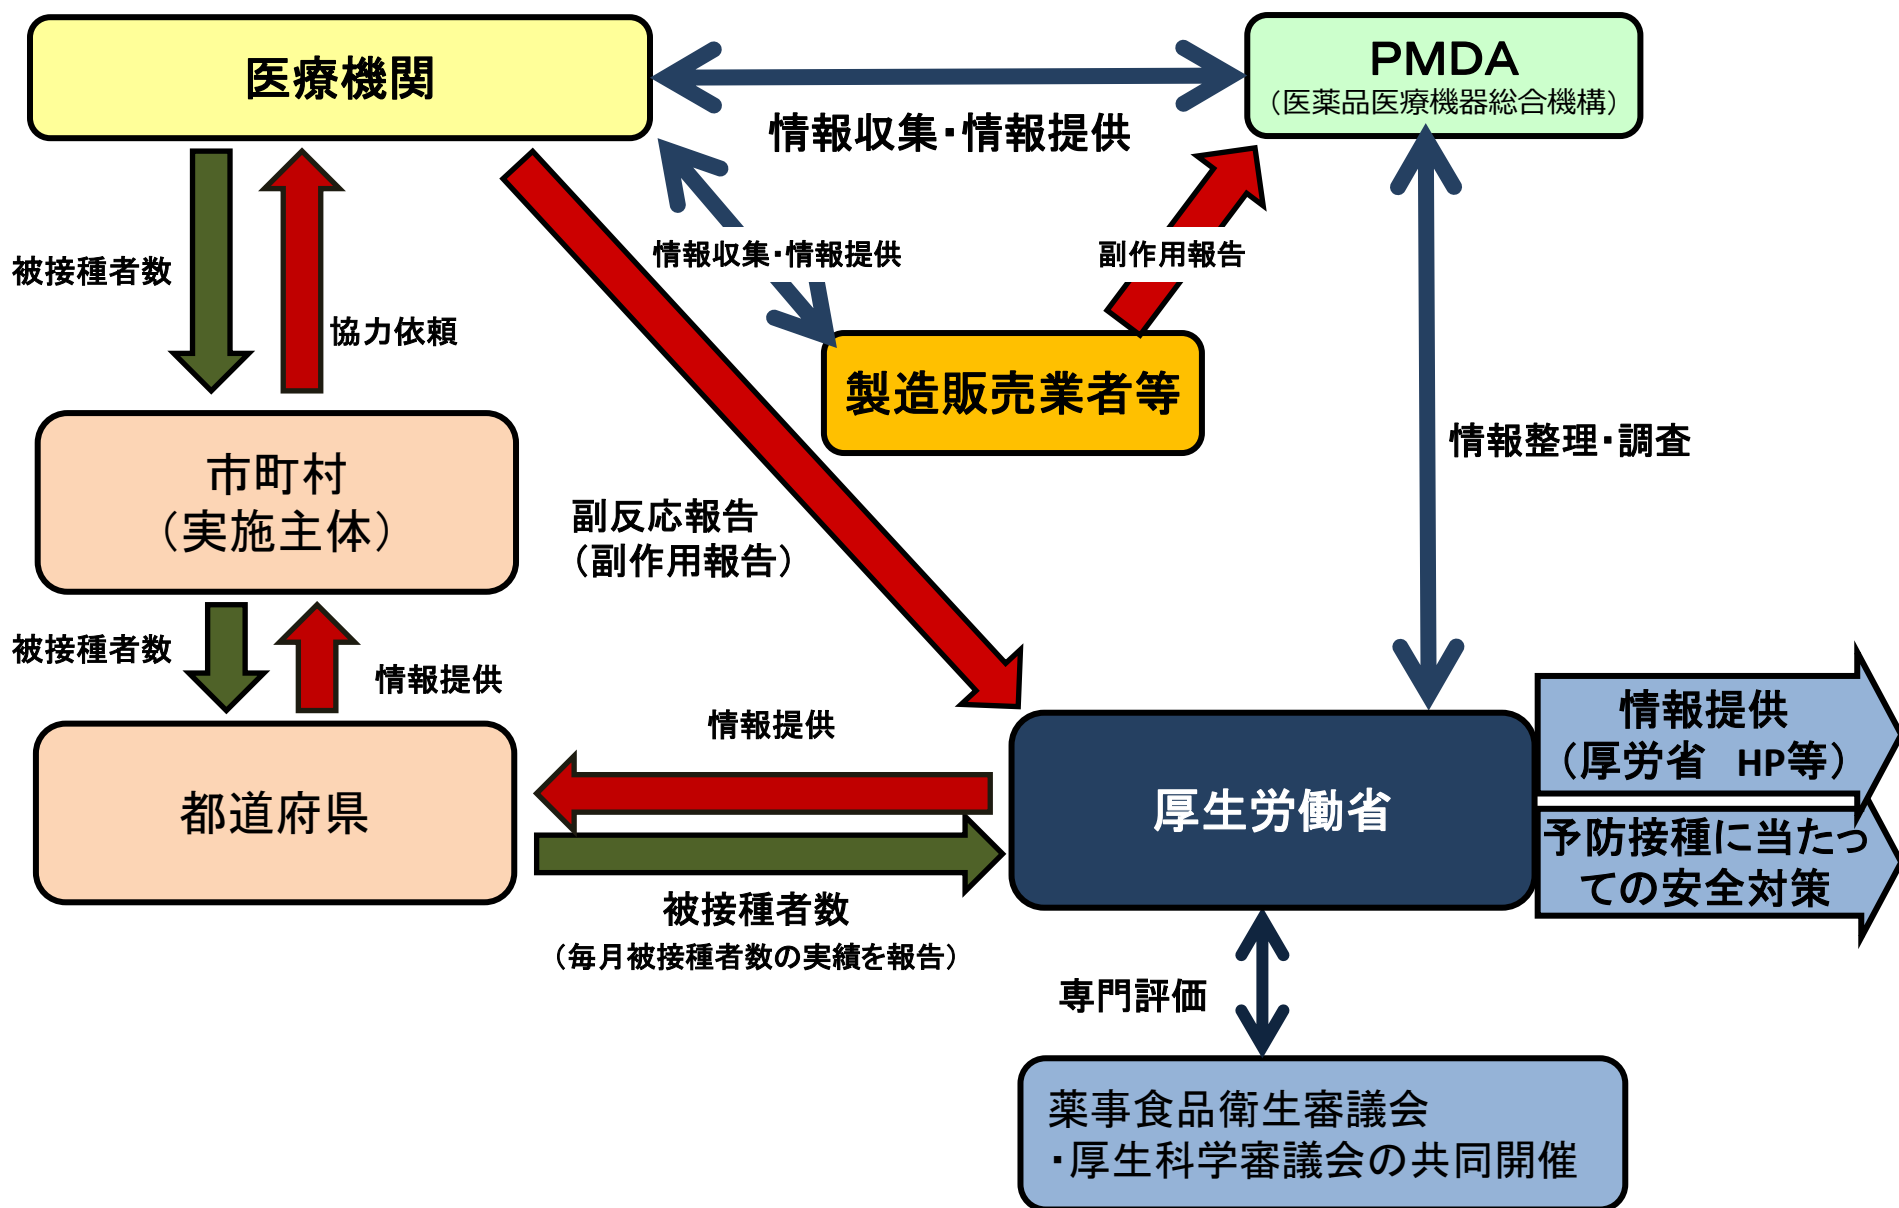 医療機関
PMDA
（医薬品医療機器総合機構）
情報収集・情報提供
情報収集・情報提供
副作用報告
被接種者数
協力依頼
製造販売業者等
市町村
（実施主体）
情報整理・調査
副反応報告
（副作用報告）
被接種者数
情報提供
情報提供
情報提供
（厚労省　HP等）
都道府県
厚生労働省
予防接種に当たっ
ての安全対策
被接種者数
（毎月被接種者数の実績を報告）
専門評価
薬事食品衛生審議会
・厚生科学審議会の共同開催